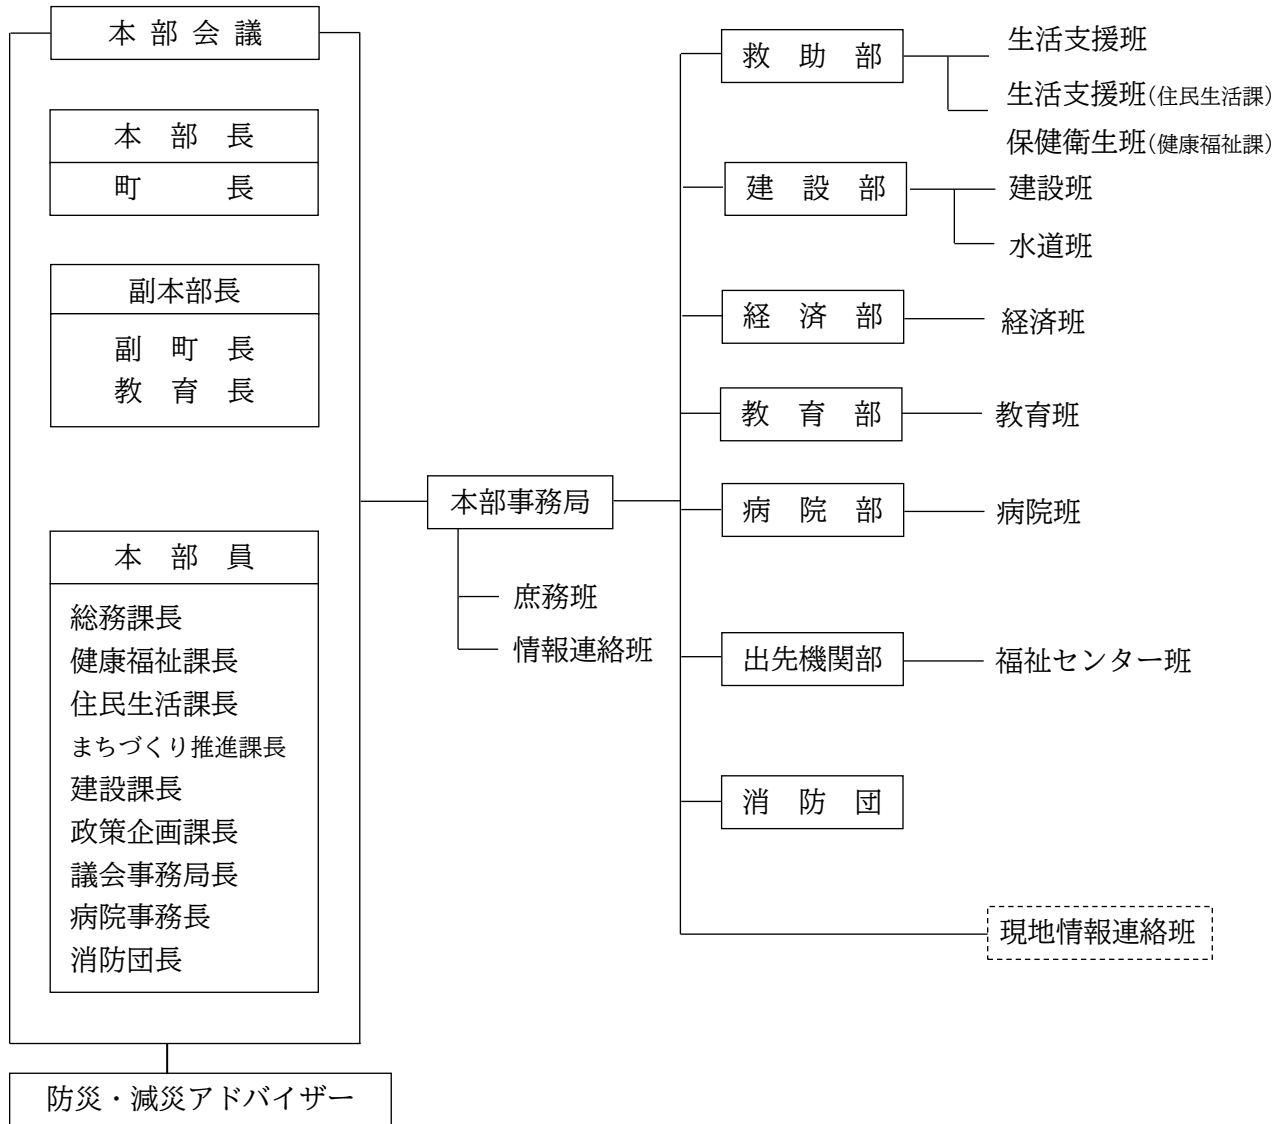 本部会議
本部長
町長
副本部長
副町長
教育長
本部員
総務課長
健康福祉課長
住民生活課長
まちづくり推進課長
建設課長
政策企画課長
議会事務局長
病院事務長
消防団長
防災・減災アドバイザー
本部事務局
庶務班
情報連絡班
救助部
生活支援班
生活支援班(住民生活課)
保健衛生班(健康福祉課)
建設部
建設班
水道班
経済部
経済班
教育部
教育班
病院部
病院班
出先機関部
福祉センター班
消防団
現地情報連絡班